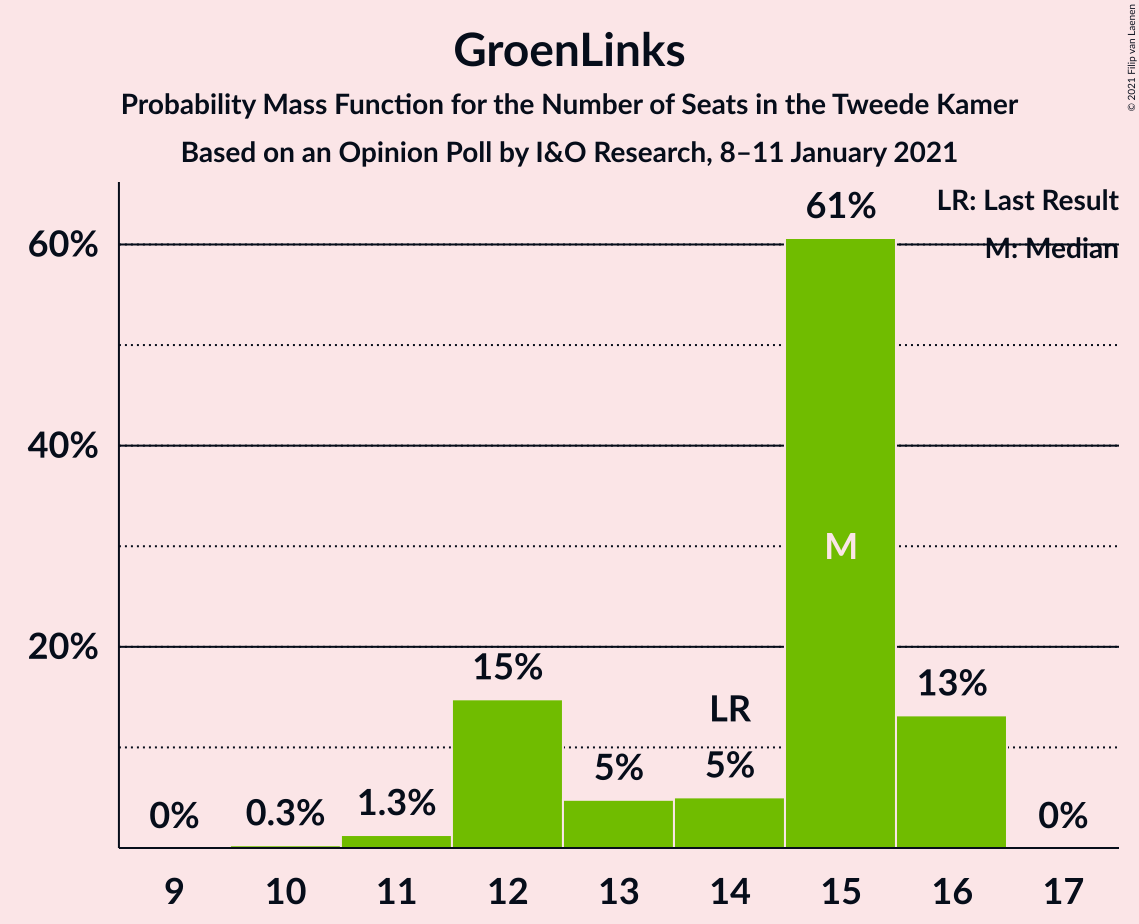 GroenLinks
Probability Mass Function for the Number of Seats in the Tweede Kamer
Based on an Opinion Poll by I&O Research, 8–11 January 2021
© 2021 Filip van Laenen
LR: Last Result
M: Median
60%
40%
20%
0%
0.3%
1.3%
15%
5%
LR
5%
61%
M
13%
0%
9
10
11
12
13
14
15
16
17